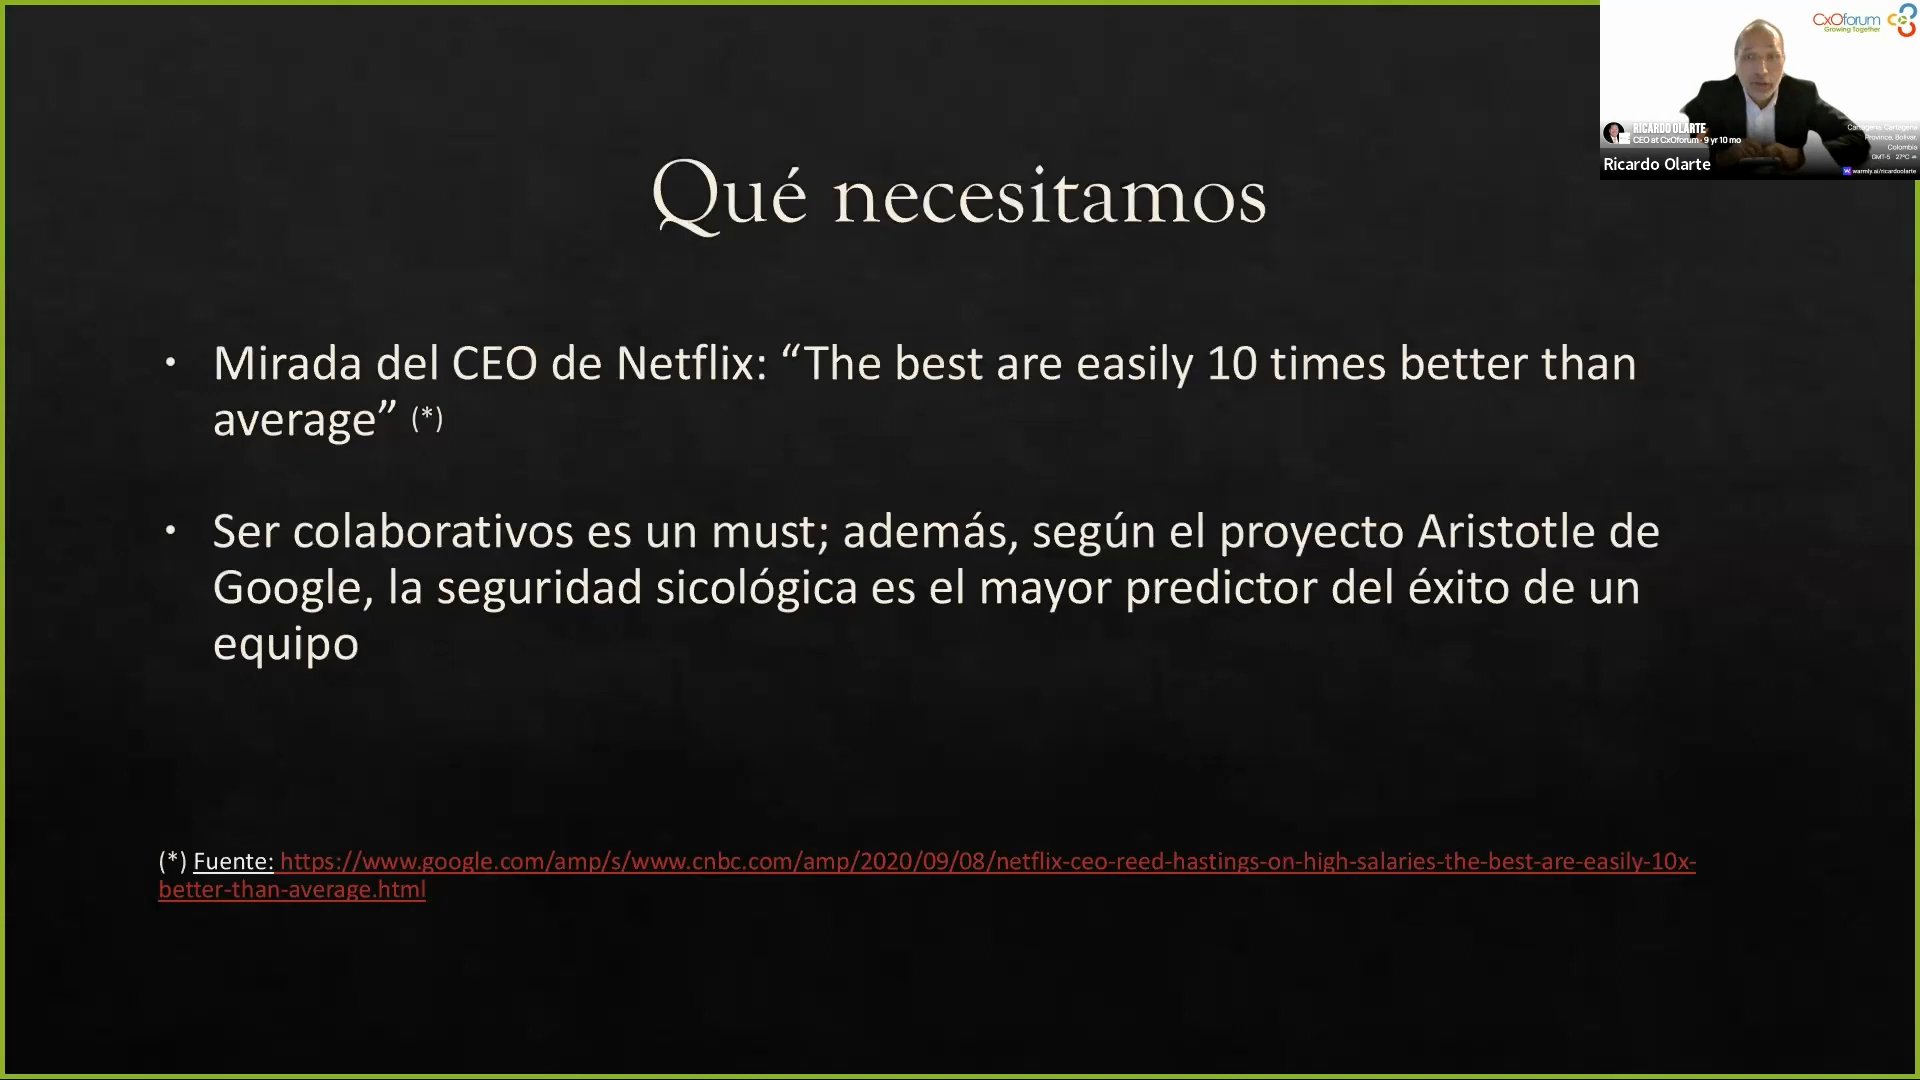 CxOforum
Growing Together
RICARDO OLARTE
CEO at CxOforum · 9 yr 10 mo
Cartagena, Cartagena
Province, Bolivar,
Colombia
GMT-5 27°C
warmly.ai/ricardoolarte
Ricardo Olarte
Qué necesitamos
• Mirada del CEO de Netflix: “The best are easily 10 times better than
average” (*)
• Ser colaborativos es un must; además, según el proyecto Aristotle de
Google, la seguridad sicológica es el mayor predictor del éxito de un
equipo
(*) Fuente: https://www.google.com/amp/s/www.cnbc.com/amp/2020/09/08/netflix-ceo-reed-hastings-on-high-salaries-the-best-are-easily-10x-
better-than-average.html